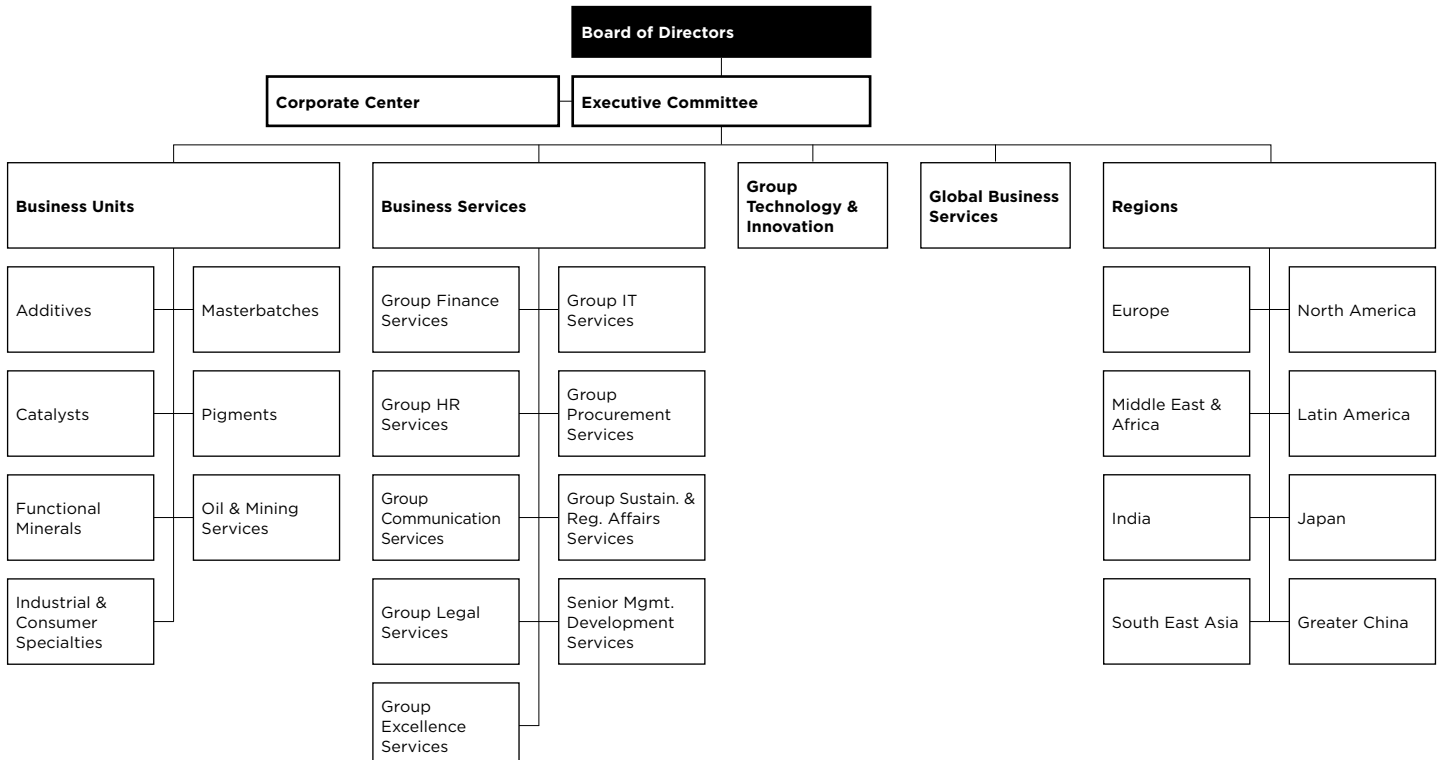 Board of Directors
Corporate Center
Executive Committee
Business Units
Business Services
Group
Technology &
Innovation
Global Business
Services
Regions
Additives
Masterbatches
Catalysts
Pigments
Functional
Minerals
Oil & Mining
Services
Industrial &
Consumer
Specialties
Group Finance
Services
Group IT
Services
Group HR
Services
Group
Procurement
Services
Group
Communication
Services
Group Sustain. &
Reg. Affairs
Services
Group Legal
Services
Senior Mgmt.
Development
Services
Group
Excellence
Services
Europe
North America
Middle East &
Africa
Latin America
India
Japan
South East Asia
Greater China